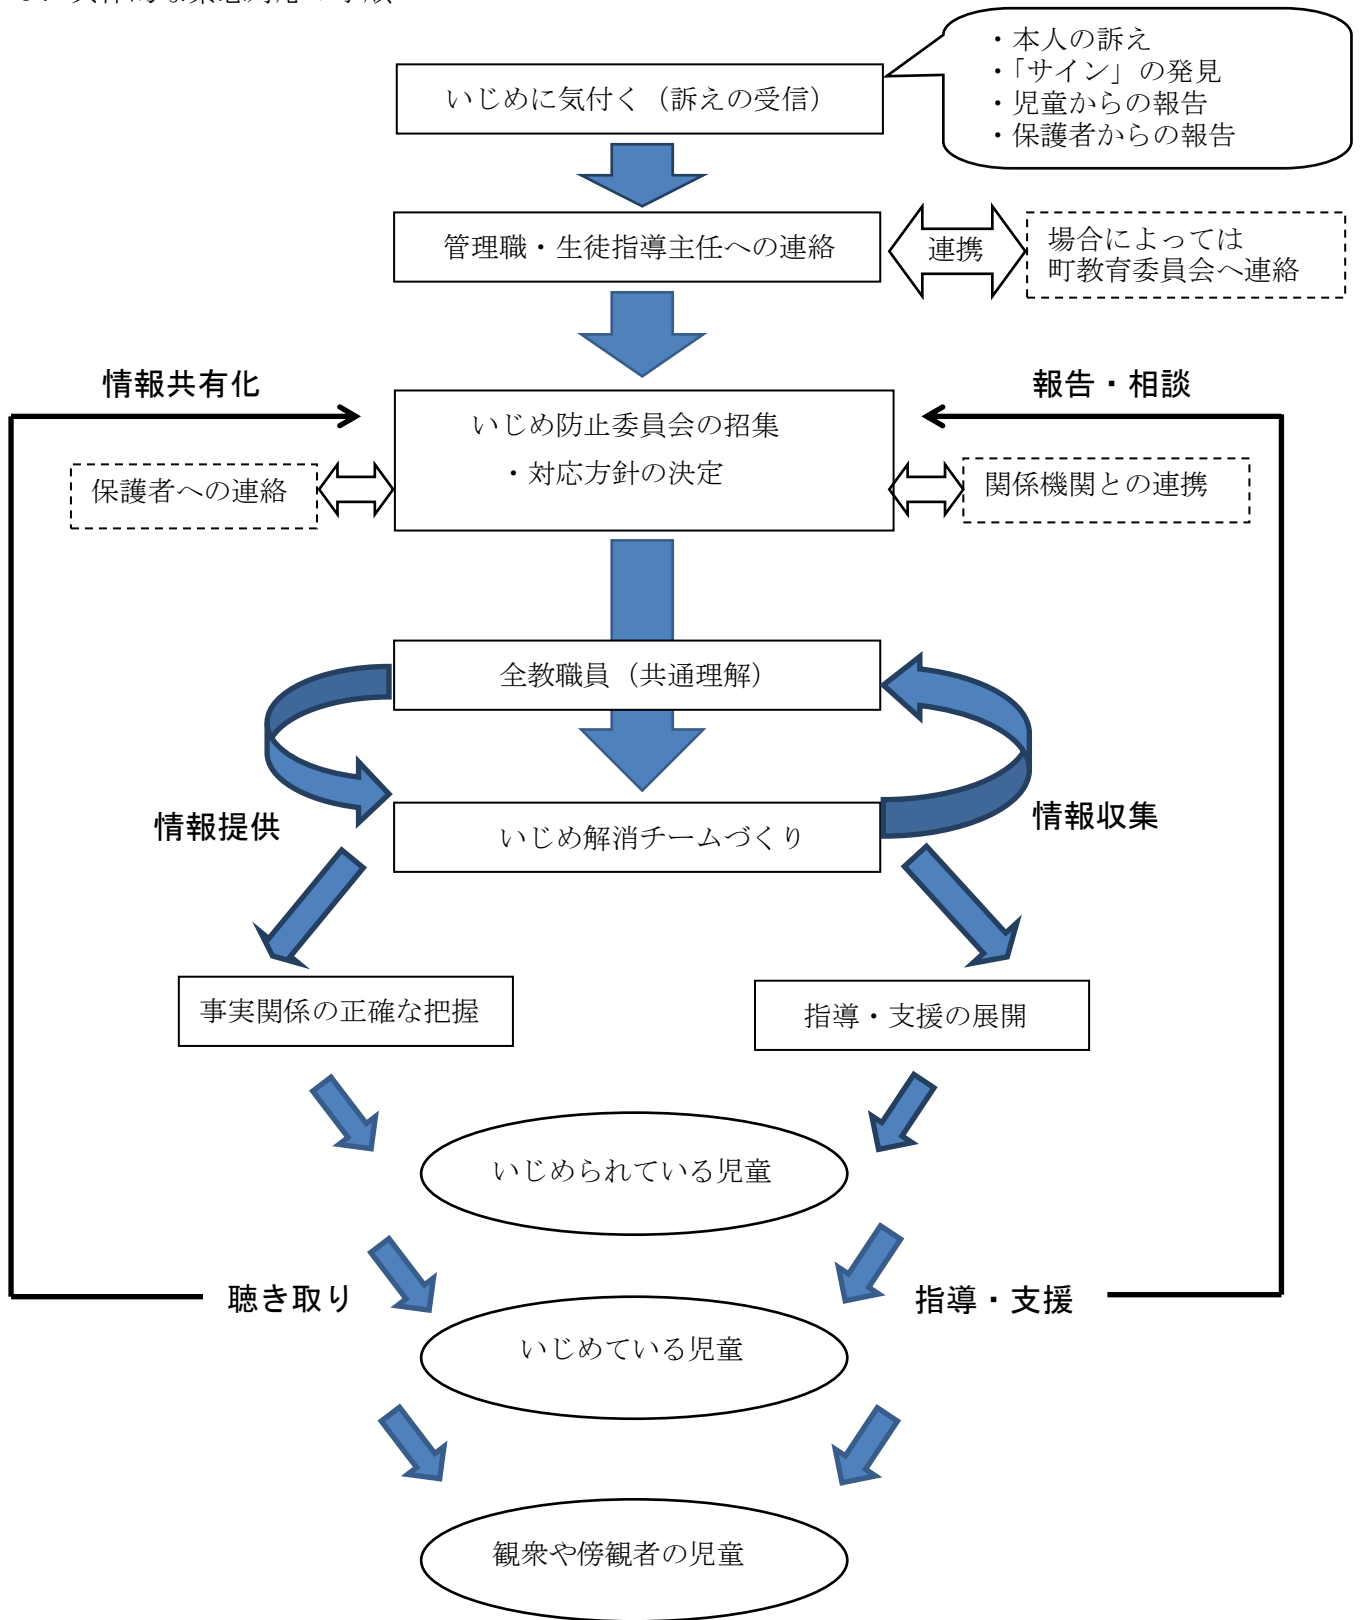 ・本人の訴え
・「サイン」の発見
・児童からの報告
・保護者からの報告
いじめに気付く（訴えの受信）
管理職・生徒指導主任への連絡
連携
場合によっては
町教育委員会へ連絡
情報共有化
報告・相談
いじめ防止委員会の招集
・対応方針の決定
保護者への連絡
関係機関との連携
全教職員（共通理解）
情報提供
いじめ解消チームづくり
情報収集
事実関係の正確な把握
指導・支援の展開
いじめられている児童
聴き取り
指導・支援
いじめている児童
観衆や傍観者の児童